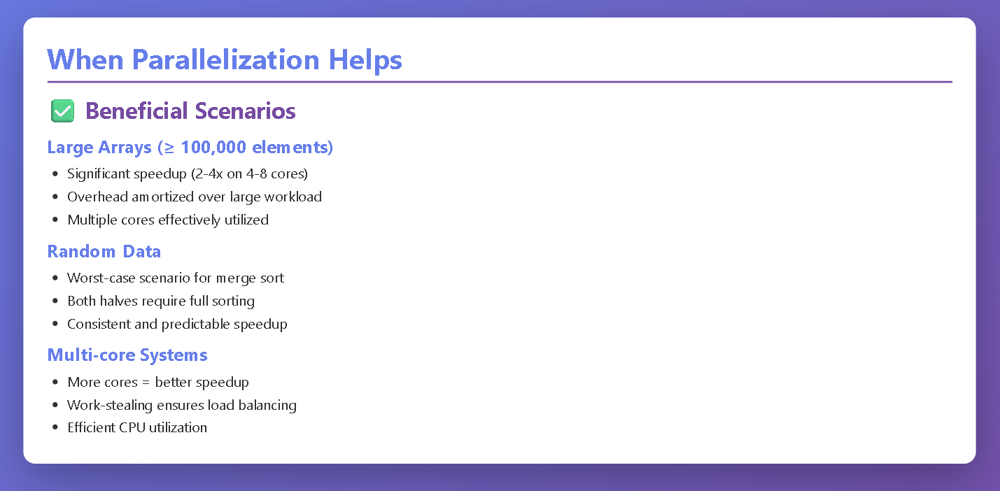 When Parallelization Helps
✅ Beneficial Scenarios
Large Arrays (≥ 100,000 elements)
• Significant speedup (2-4x on 4-8 cores)
• Overhead amortized over large workload
• Multiple cores effectively utilized
Random Data
• Worst-case scenario for merge sort
• Both halves require full sorting
• Consistent and predictable speedup
Multi-core Systems
• More cores = better speedup
• Work-stealing ensures load balancing
• Efficient CPU utilization